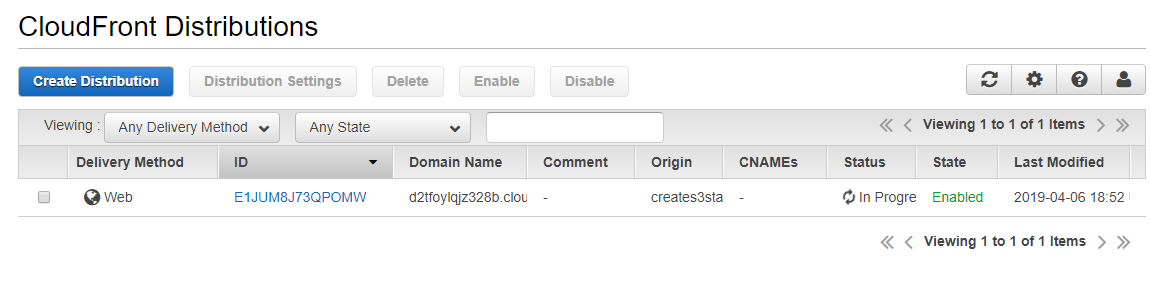 CloudFront Distributions
Create Distribution Distribution Settings Delete Enable Disable
Viewing : Any Delivery Method Any State Viewing 1 to 1 of 1 Items
Delivery Method ID Domain Name Comment Origin CNAMEs Status State Last Modified
Web E1JUM8J73QPOMW d2tfoylqjz328b.clou - creates3sta - In Progre Enabled 2019-04-06 18:52
Viewing 1 to 1 of 1 Items